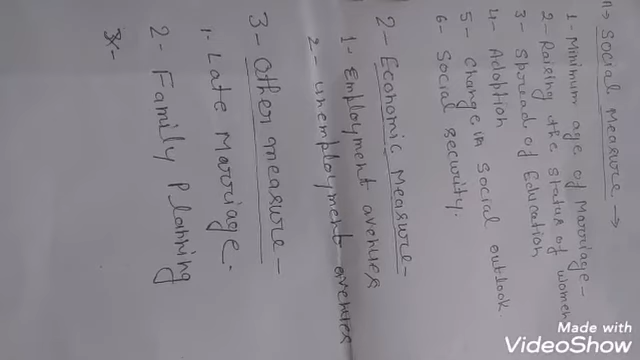 1→ Social Measure →
1- Minimum age of Marriage-
2- Raising the status of women
3- Spread of Education
4- Adoption
5- Change in Social outlook.
6- Social security.
2- Economic Measure-
1- Employment avenues
2- unemployment avenues
3- Other measure-
1. Late Marriage.
2- Family Planning
3-
Made with
VideoShow